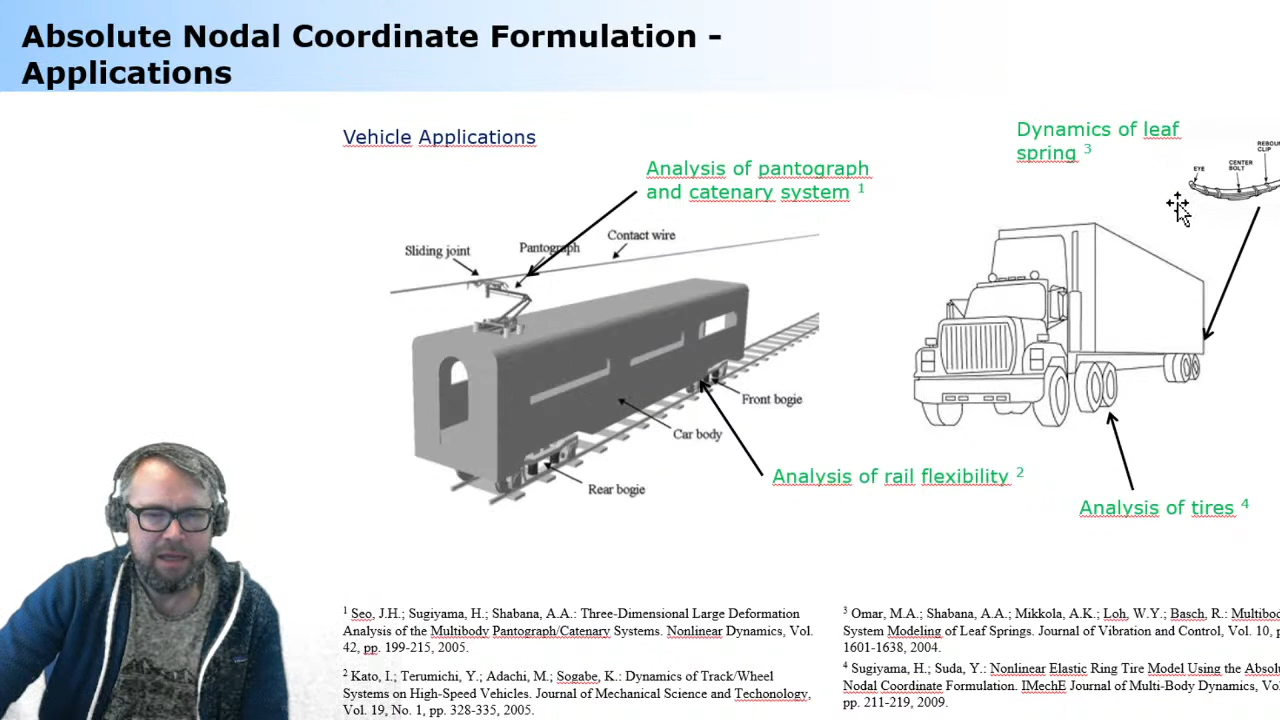 Absolute Nodal Coordinate Formulation -
Applications
Vehicle Applications
Analysis of pantograph
and catenary system 1
Dynamics of leaf
spring 3
EYE
CENTER
BOLT
CLIP
Sliding joint
Pantograph
Contact wire
Front bogie
Car body
Rear bogie
Analysis of rail flexibility 2
Analysis of tires 4
1 Seo, J.H.; Sugiyama, H.; Shabana, A.A.: Three-Dimensional Large Deformation
Analysis of the Multibody Pantograph/Catenary Systems. Nonlinear Dynamics, Vol.
42, pp. 199-215, 2005.
2 Kato, I.; Terumichi, Y.; Adachi, M.; Sogabe, K.: Dynamics of Track/Wheel
Systems on High-Speed Vehicles. Journal of Mechanical Science and Techonology,
Vol. 19, No. 1, pp. 328-335, 2005.
3 Omar, M.A.; Shabana, A.A.; Mikkola, A.K.; Loh, W.Y.; Basch, R.:
System Modeling of Leaf Springs. Journal of Vibration and Control, Vol. 10,
1601-1638, 2004.
4 Sugiyama, H.; Suda, Y.: Nonlinear Elastic Ring Tire Model Using the
Nodal Coordinate Formulation. IMechE Journal of Multi-Body Dynamics,
pp. 211-219, 2009.